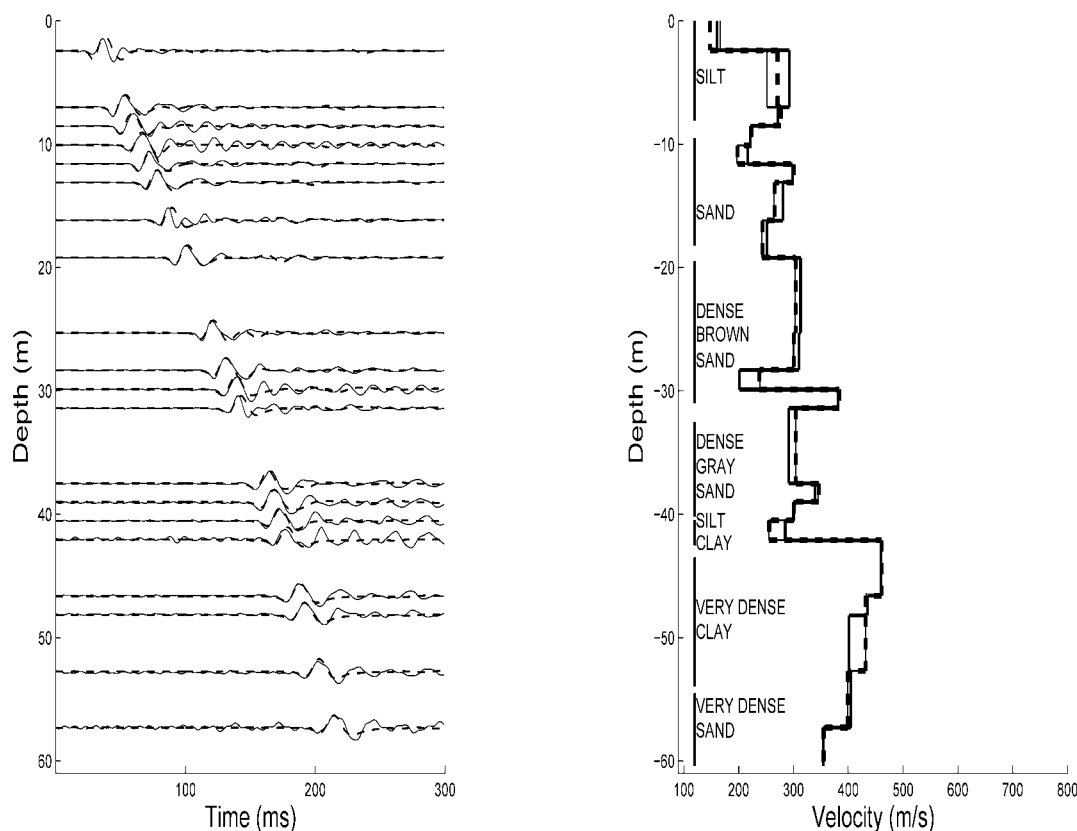 0
10
20
30
40
50
60
Depth (m)
100
200
300
Time (ms)
0
−10
−20
−30
−40
−50
−60
Depth (m)
SILT
SAND
DENSE
BROWN
SAND
DENSE
GRAY
SAND
SILT
CLAY
VERY DENSE
CLAY
VERY DENSE
SAND
100
200
300
400
500
600
700
800
Velocity (m/s)